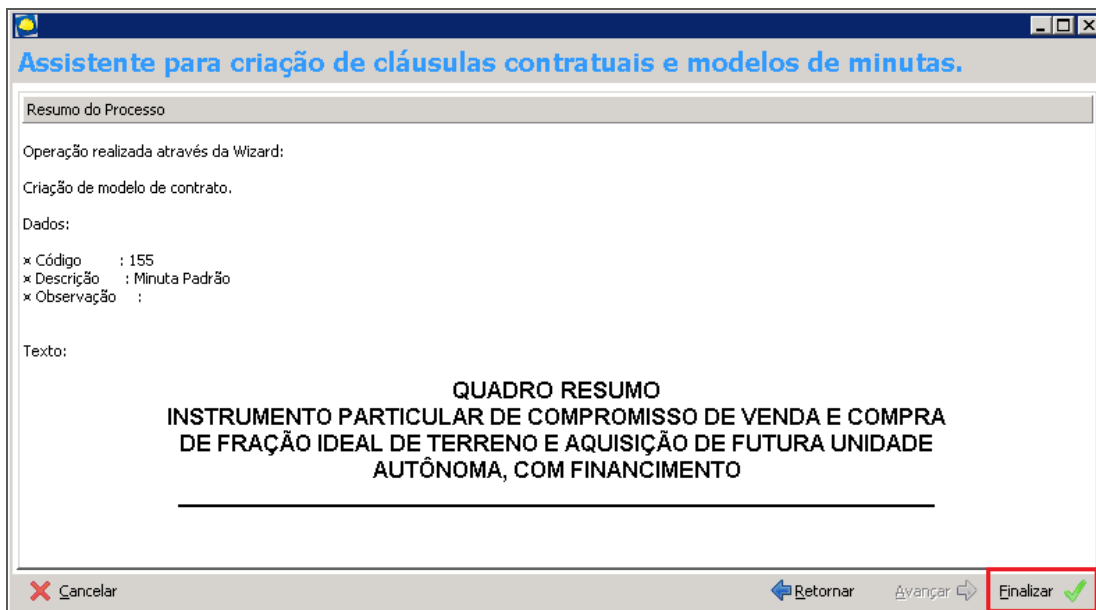 Assistente para criação de cláusulas contratuais e modelos de minutas.
Resumo do Processo
Operação realizada através da Wizard:
Criação de modelo de contrato.
Dados:
¤ Código : 155
¤ Descrição : Minuta Padrão
¤ Observação :
Texto:
QUADRO RESUMO
INSTRUMENTO PARTICULAR DE COMPROMISSO DE VENDA E COMPRA
DE FRAÇÃO IDEAL DE TERRENO E AQUISIÇÃO DE FUTURA UNIDADE
AUTÔNOMA, COM FINANCIMENTO
Cancelar Retornar Avançar Finalizar